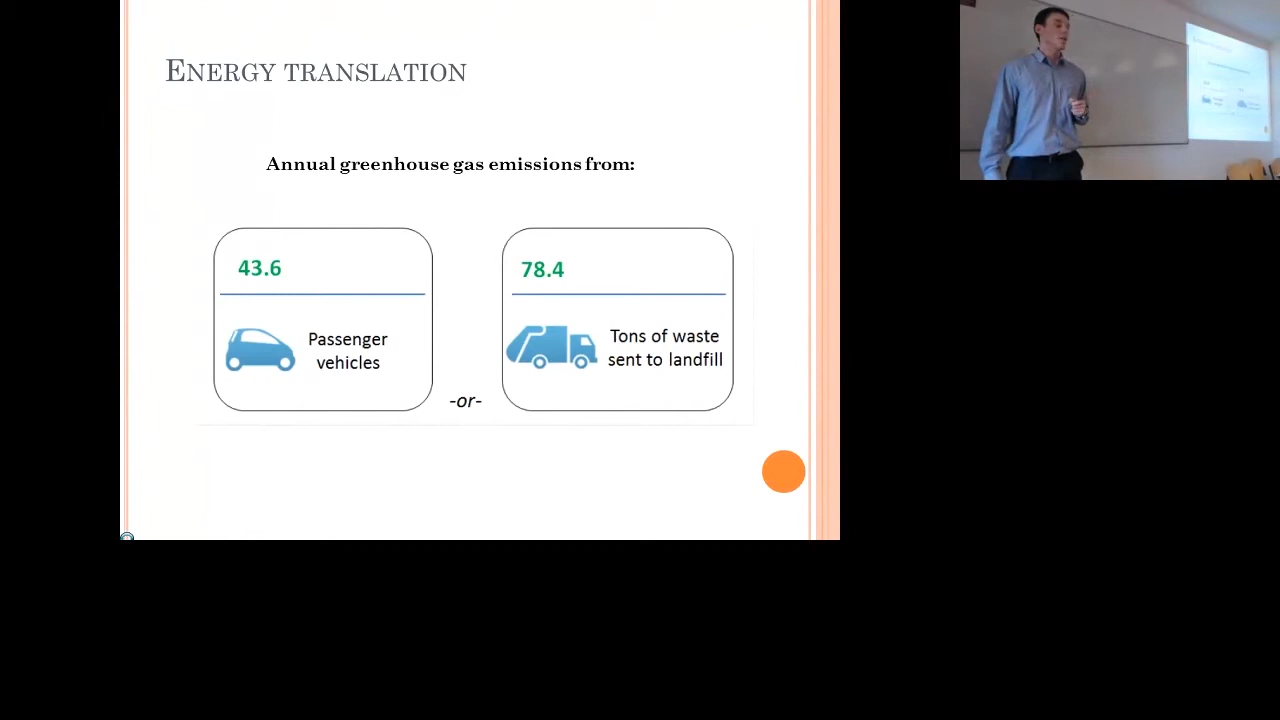 ENERGY TRANSLATION
Annual greenhouse gas emissions from:
43.6
Passenger
vehicles
-or-
78.4
Tons of waste
sent to landfill